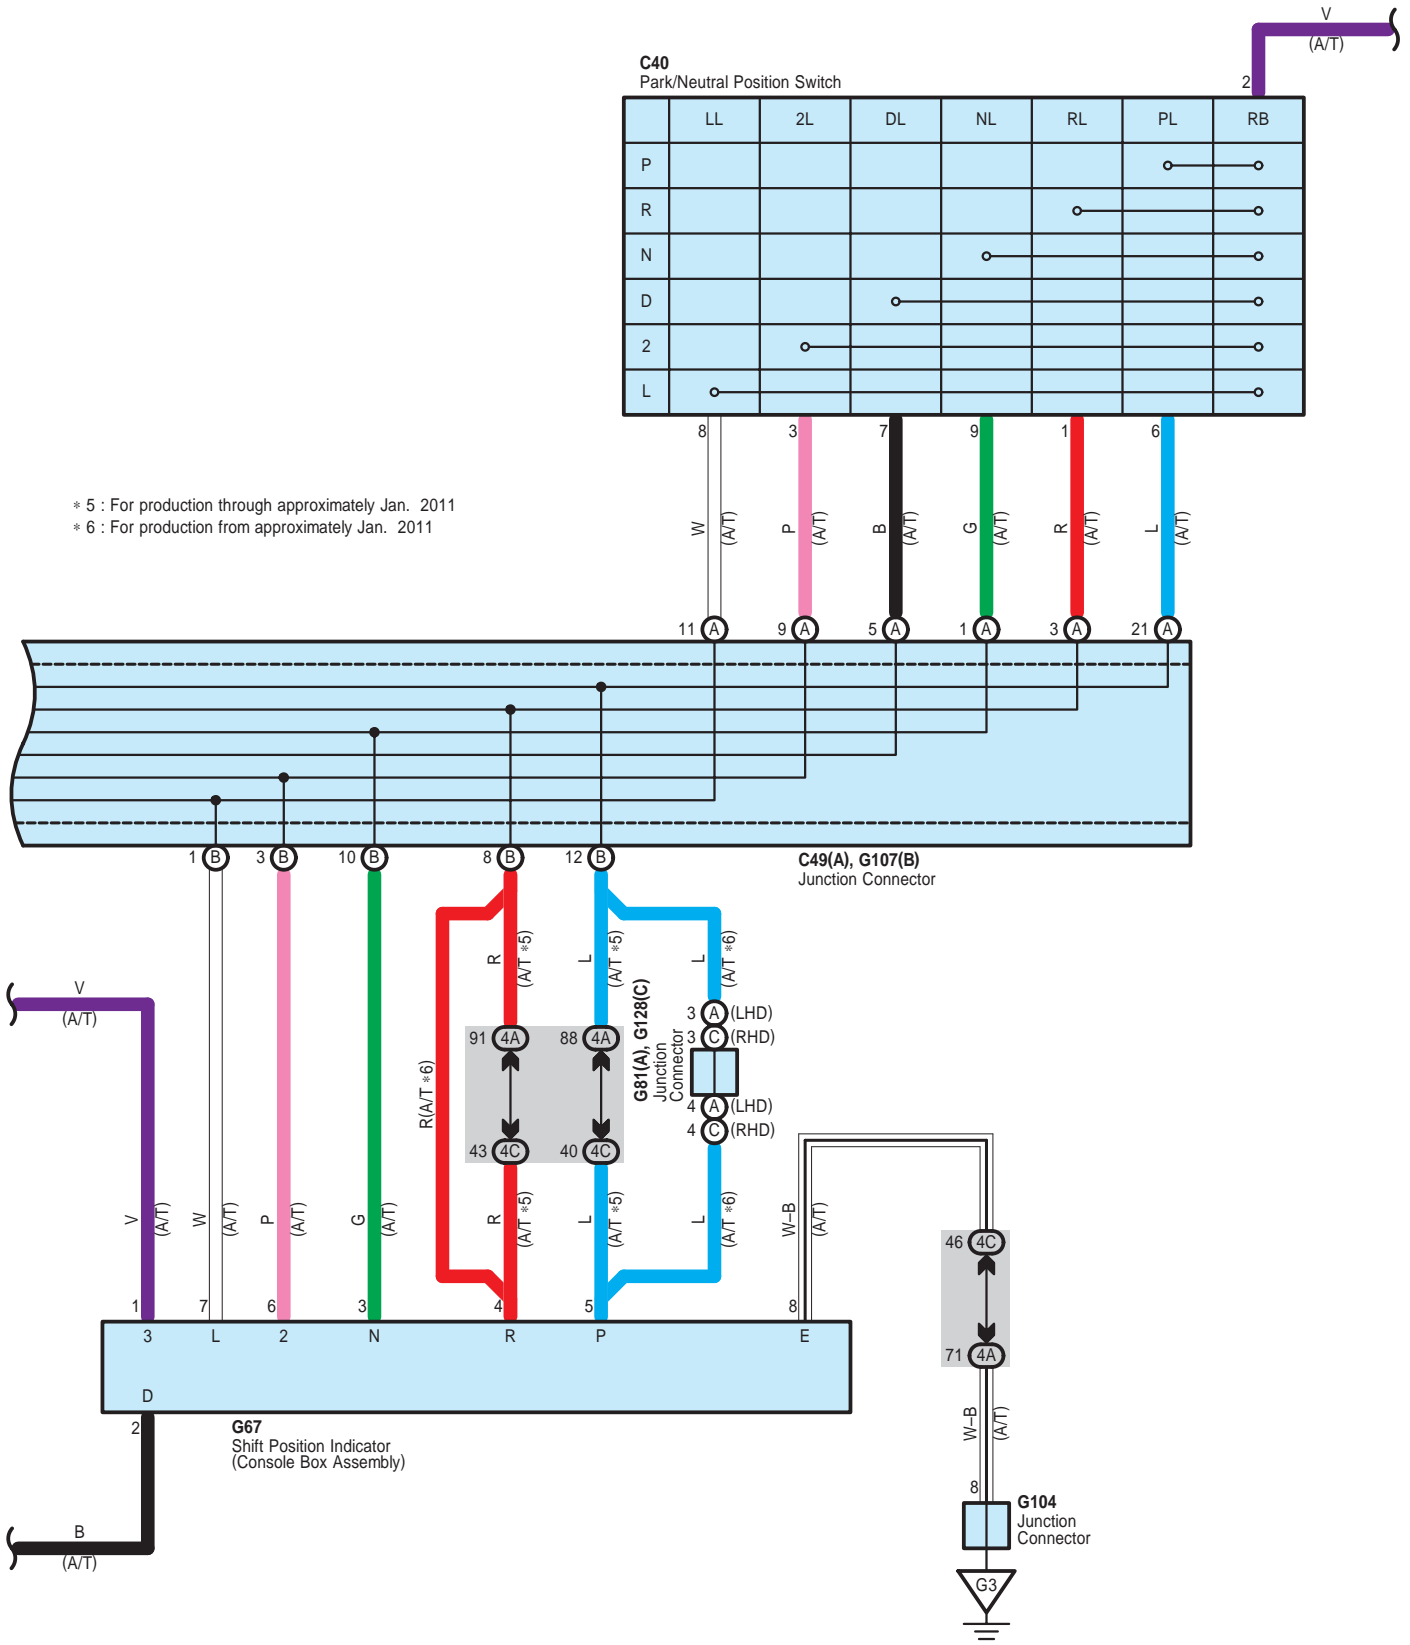 V
(A/T)
C40
Park/Neutral Position Switch
2
LL 2L DL NL RL PL RB
P
R
N
D
2
L
8 3 7 9 1 6
∗ 5 : For production through approximately Jan. 2011
∗ 6 : For production from approximately Jan. 2011
W (A/T) P (A/T) B (A/T) G (A/T) R (A/T) L (A/T)
11 A 9 A 5 A 1 A 3 A 21 A
1 B 3 B 10 B 8 B 12 B
C49(A), G107(B)
Junction Connector
R (A/T ∗5) L (A/T ∗5) L (A/T ∗6)
V
(A/T)
G81(A), G128(C)
Junction
Connector
3 A (LHD)
3 C (RHD)
91 4A 88 4A
R(A/T ∗6)
4 A (LHD)
4 C (RHD)
43 4C 40 4C
V (A/T) W (A/T) P (A/T) G (A/T) R (A/T ∗5) L (A/T ∗5) L (A/T ∗6) W–B (A/T)
46 4C
1 7 6 3 4 5 8
3 L 2 N R P E
71 4A
D
2
G67
Shift Position Indicator
(Console Box Assembly)
W–B (A/T)
8
G104
Junction
Connector
B
(A/T)
G3